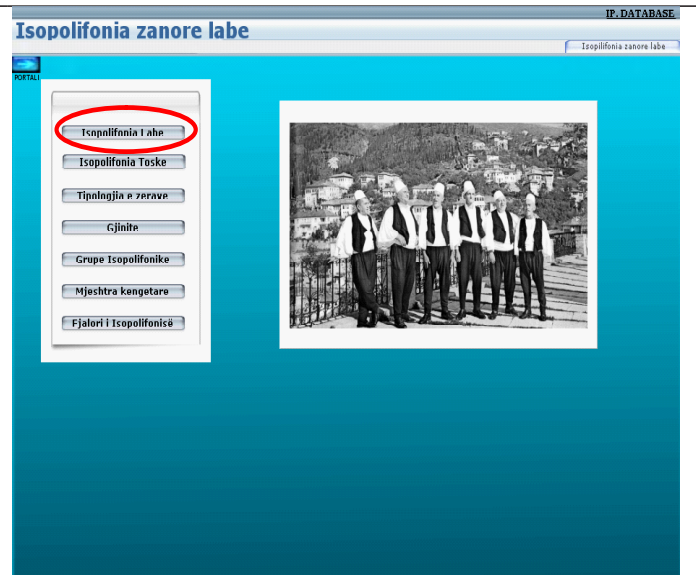 IP. DATABASE
Isopolifonia zanore labe
Isopilifonia zanore labe
PORTALI
Isopolifonia Labe
Isopolifonia Toske
Tipologjia e zerave
Gjinite
Grupe Isopolifonike
Mjeshtra kengetare
Fjalori i Isopolifonisë